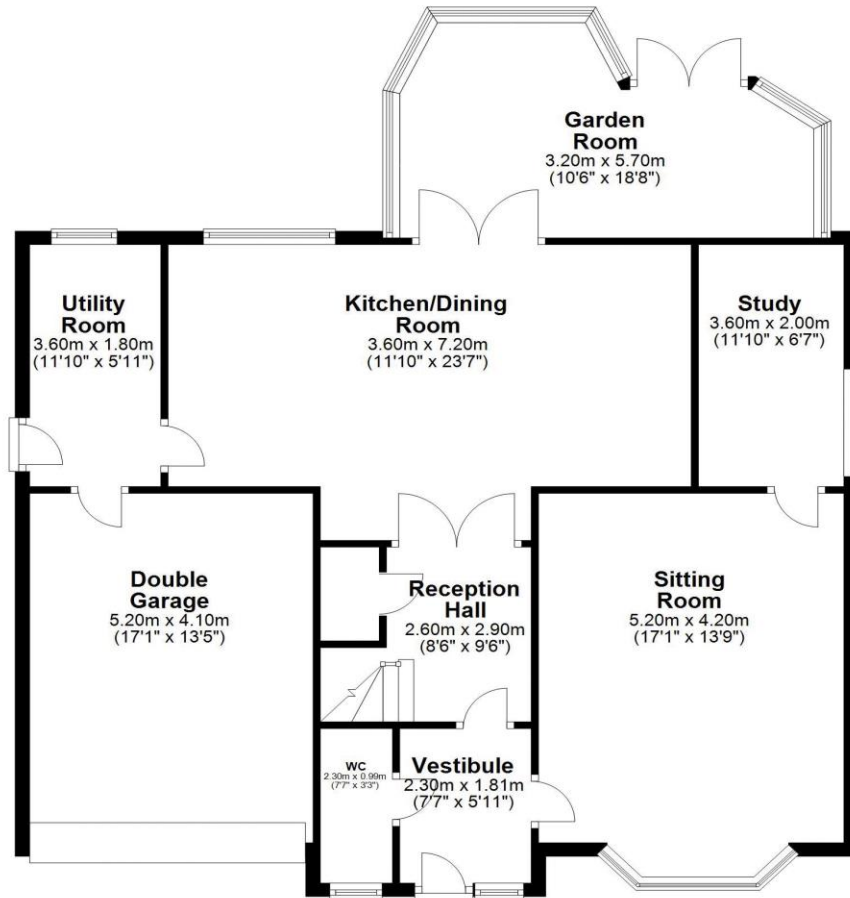 Garden
Room
3.20m x 5.70m
(10'6" x 18'8")
Utility
Room
3.60m x 1.80m
(11'10" x 5'11")
Kitchen/Dining
Room
3.60m x 7.20m
(11'10" x 23'7")
Study
3.60m x 2.00m
(11'10" x 6'7")
Double
Garage
5.20m x 4.10m
(17'1" x 13'5")
Reception
Hall
2.60m x 2.90m
(8'6" x 9'6")
Sitting
Room
5.20m x 4.20m
(17'1" x 13'9")
WC
2.30m x 0.99m
(7'7" x 3'3")
Vestibule
2.30m x 1.81m
(7'7" x 5'11")